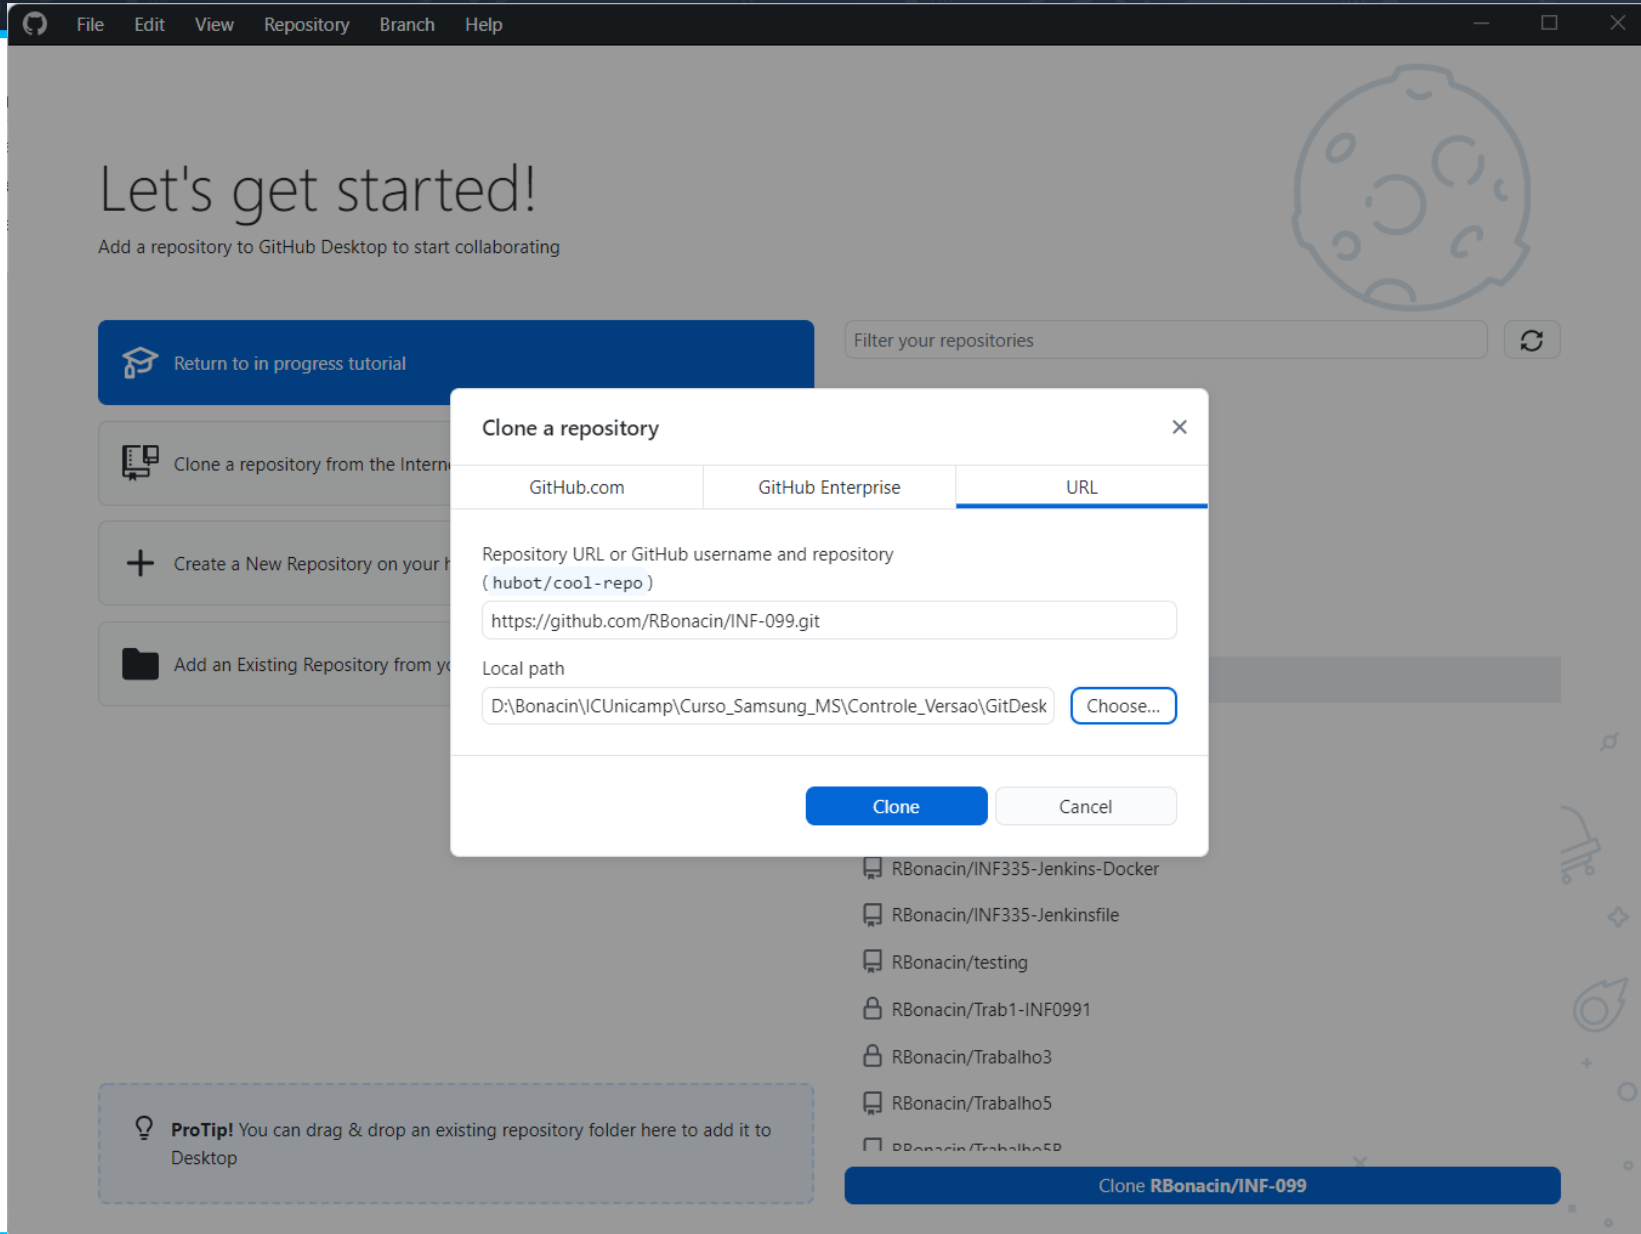 File Edit View Repository Branch Help
Let's get started!
Add a repository to GitHub Desktop to start collaborating
Return to in progress tutorial
Filter your repositories
Clone a repository from the Intern
Create a New Repository on your
Add an Existing Repository from
Clone a repository
GitHub.com GitHub Enterprise URL
Repository URL or GitHub username and repository
(hubot/cool-repo)
https://github.com/RBonacin/INF-099.git
Local path
D:\Bonacin\ICUnicamp\Curso_Samsung_MS\Controle_Versao\GitDesk Choose...
Clone Cancel
RBonacin/INF335-Jenkins-Docker
RBonacin/INF335-Jenkinsfile
RBonacin/testing
RBonacin/Trab1-INF0991
RBonacin/Trabalho3
RBonacin/Trabalho5
RBonacin/Trabalho5B
ProTip! You can drag & drop an existing repository folder here to add it to
Desktop
Clone RBonacin/INF-099